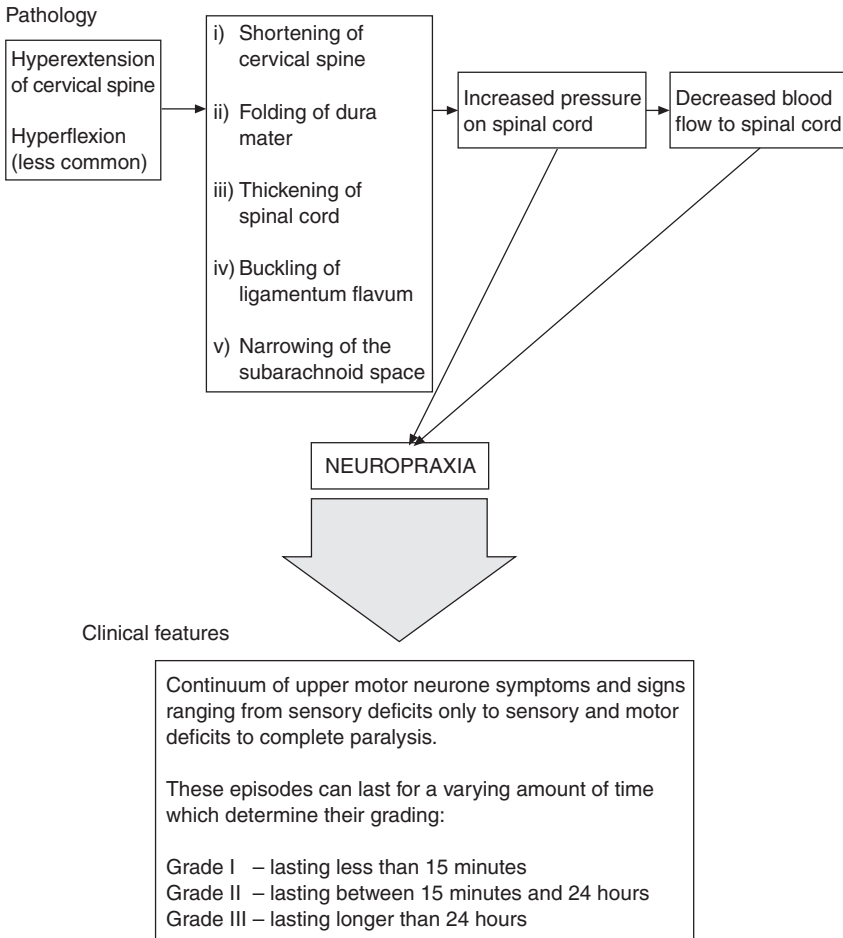 Pathology
Hyperextension
of cervical spine
Hyperflexion
(less common)
i) Shortening of
cervical spine
ii) Folding of dura
mater
iii) Thickening of
spinal cord
iv) Buckling of
ligamentum flavum
v) Narrowing of the
subarachnoid space
Increased pressure
on spinal cord
Decreased blood
flow to spinal cord
NEUROPRAXIA
Clinical features
Continuum of upper motor neurone symptoms and signs
ranging from sensory deficits only to sensory and motor
deficits to complete paralysis.
These episodes can last for a varying amount of time
which determine their grading:
Grade I – lasting less than 15 minutes
Grade II – lasting between 15 minutes and 24 hours
Grade III – lasting longer than 24 hours